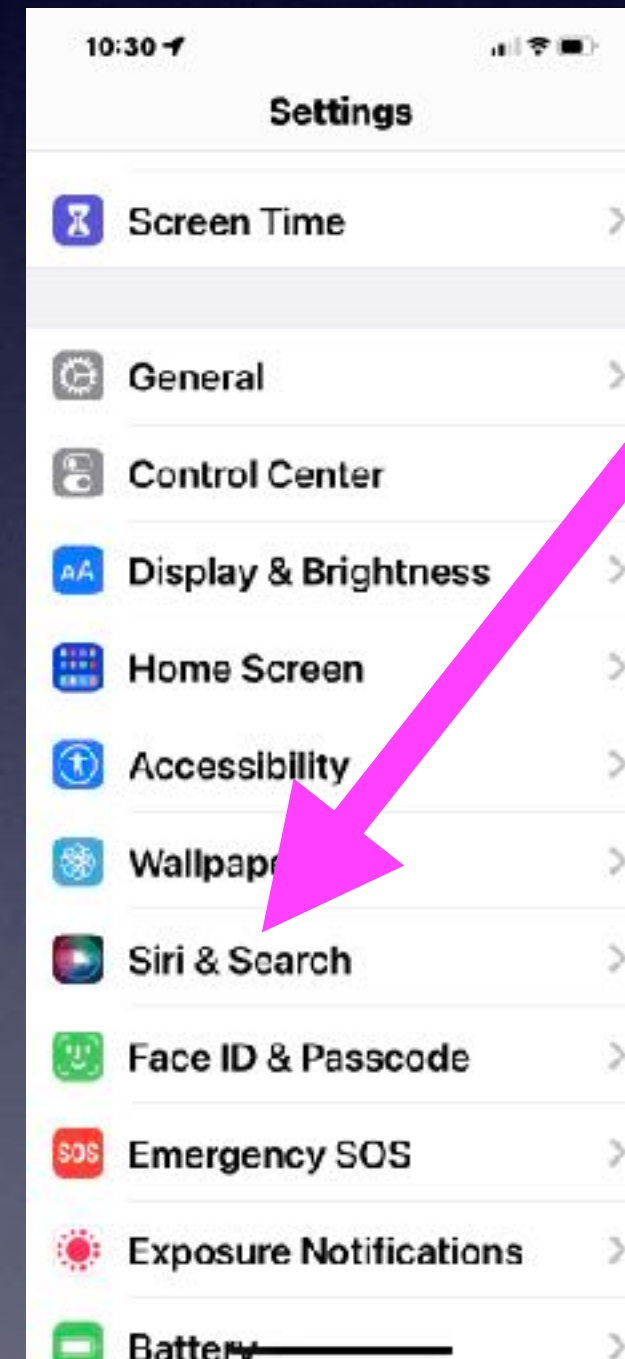 10:30
Settings
Screen Time
General
Control Center
AA Display & Brightness
Home Screen
Accessibility
Wallpape
Siri & Search
Face ID & Passcode
SOS Emergency SOS
Exposure Notifications
Battery